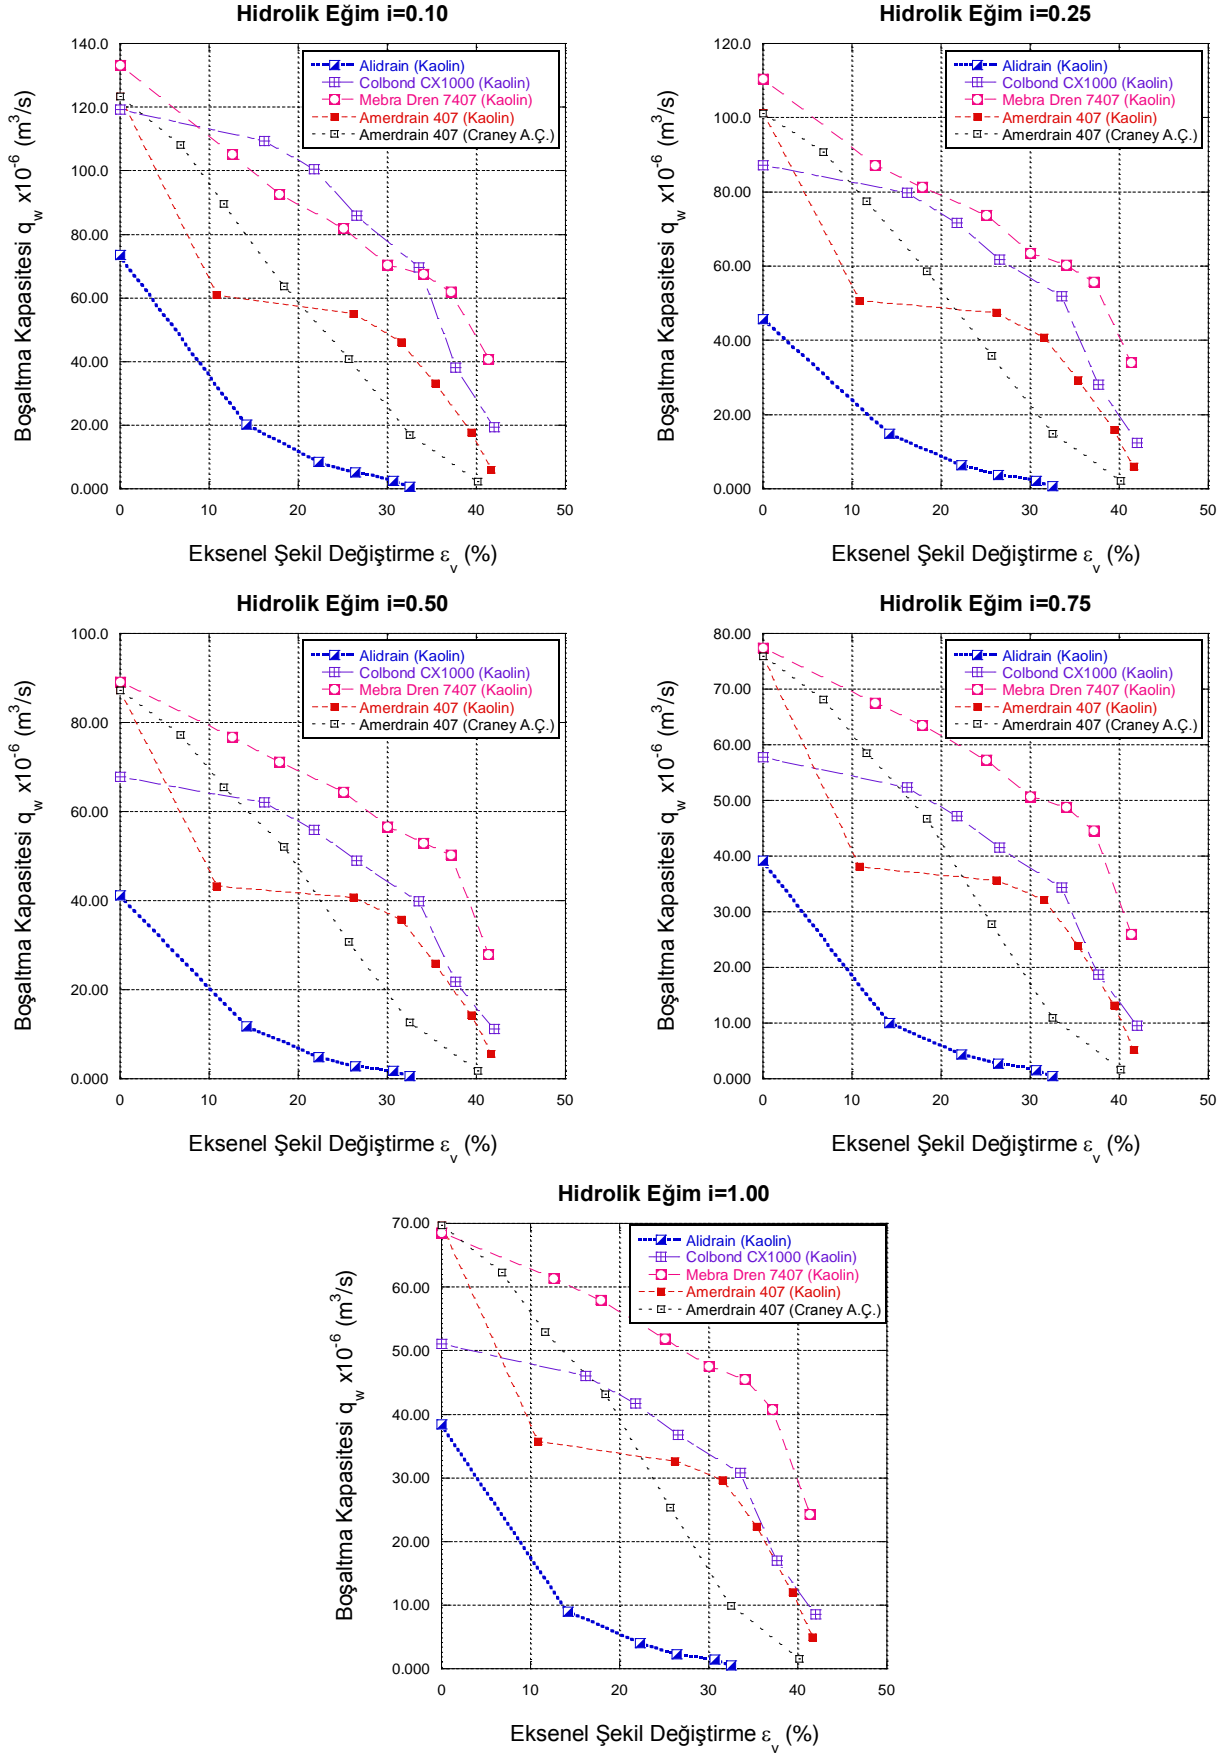 Hidrolik Eğim i=0.10
140.0
120.0
100.0
80.00
60.00
40.00
20.00
0.000
0 10 20 30 40 50
Boşaltma Kapasitesi q_w x10^-6 (m^3/s)
Eksenel Şekil Değiştirme ε_v (%)
Alidrain (Kaolin)
Colbond CX1000 (Kaolin)
Mebra Dren 7407 (Kaolin)
Amerdrain 407 (Kaolin)
Amerdrain 407 (Craney A.Ç.)
Hidrolik Eğim i=0.25
120.0
100.0
80.00
60.00
40.00
20.00
0.000
0 10 20 30 40 50
Boşaltma Kapasitesi q_w x10^-6 (m^3/s)
Eksenel Şekil Değiştirme ε_v (%)
Alidrain (Kaolin)
Colbond CX1000 (Kaolin)
Mebra Dren 7407 (Kaolin)
Amerdrain 407 (Kaolin)
Amerdrain 407 (Craney A.Ç.)
Hidrolik Eğim i=0.50
100.0
80.00
60.00
40.00
20.00
0.000
0 10 20 30 40 50
Boşaltma Kapasitesi q_w x10^-6 (m^3/s)
Eksenel Şekil Değiştirme ε_v (%)
Alidrain (Kaolin)
Colbond CX1000 (Kaolin)
Mebra Dren 7407 (Kaolin)
Amerdrain 407 (Kaolin)
Amerdrain 407 (Craney A.Ç.)
Hidrolik Eğim i=0.75
80.00
70.00
60.00
50.00
40.00
30.00
20.00
10.00
0.000
0 10 20 30 40 50
Boşaltma Kapasitesi q_w x10^-6 (m^3/s)
Eksenel Şekil Değiştirme ε_v (%)
Alidrain (Kaolin)
Colbond CX1000 (Kaolin)
Mebra Dren 7407 (Kaolin)
Amerdrain 407 (Kaolin)
Amerdrain 407 (Craney A.Ç.)
Hidrolik Eğim i=1.00
70.00
60.00
50.00
40.00
30.00
20.00
10.00
0.000
0 10 20 30 40 50
Boşaltma Kapasitesi q_w x10^-6 (m^3/s)
Eksenel Şekil Değiştirme ε_v (%)
Alidrain (Kaolin)
Colbond CX1000 (Kaolin)
Mebra Dren 7407 (Kaolin)
Amerdrain 407 (Kaolin)
Amerdrain 407 (Craney A.Ç.)